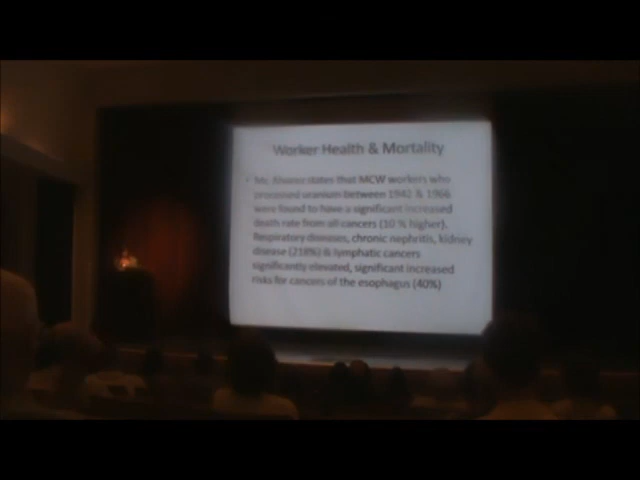 Worker Health & Mortality
• Ms. states that MCW workers who
processed uranium between 1942 & 1966
were found to have a significant increased
death rate from all cancers (10 % higher).
Respiratory diseases, chronic nephritis, kidney
disease (218%) & lymphatic cancers
significantly elevated, significant increased
risks for cancers of the esophagus (40%)